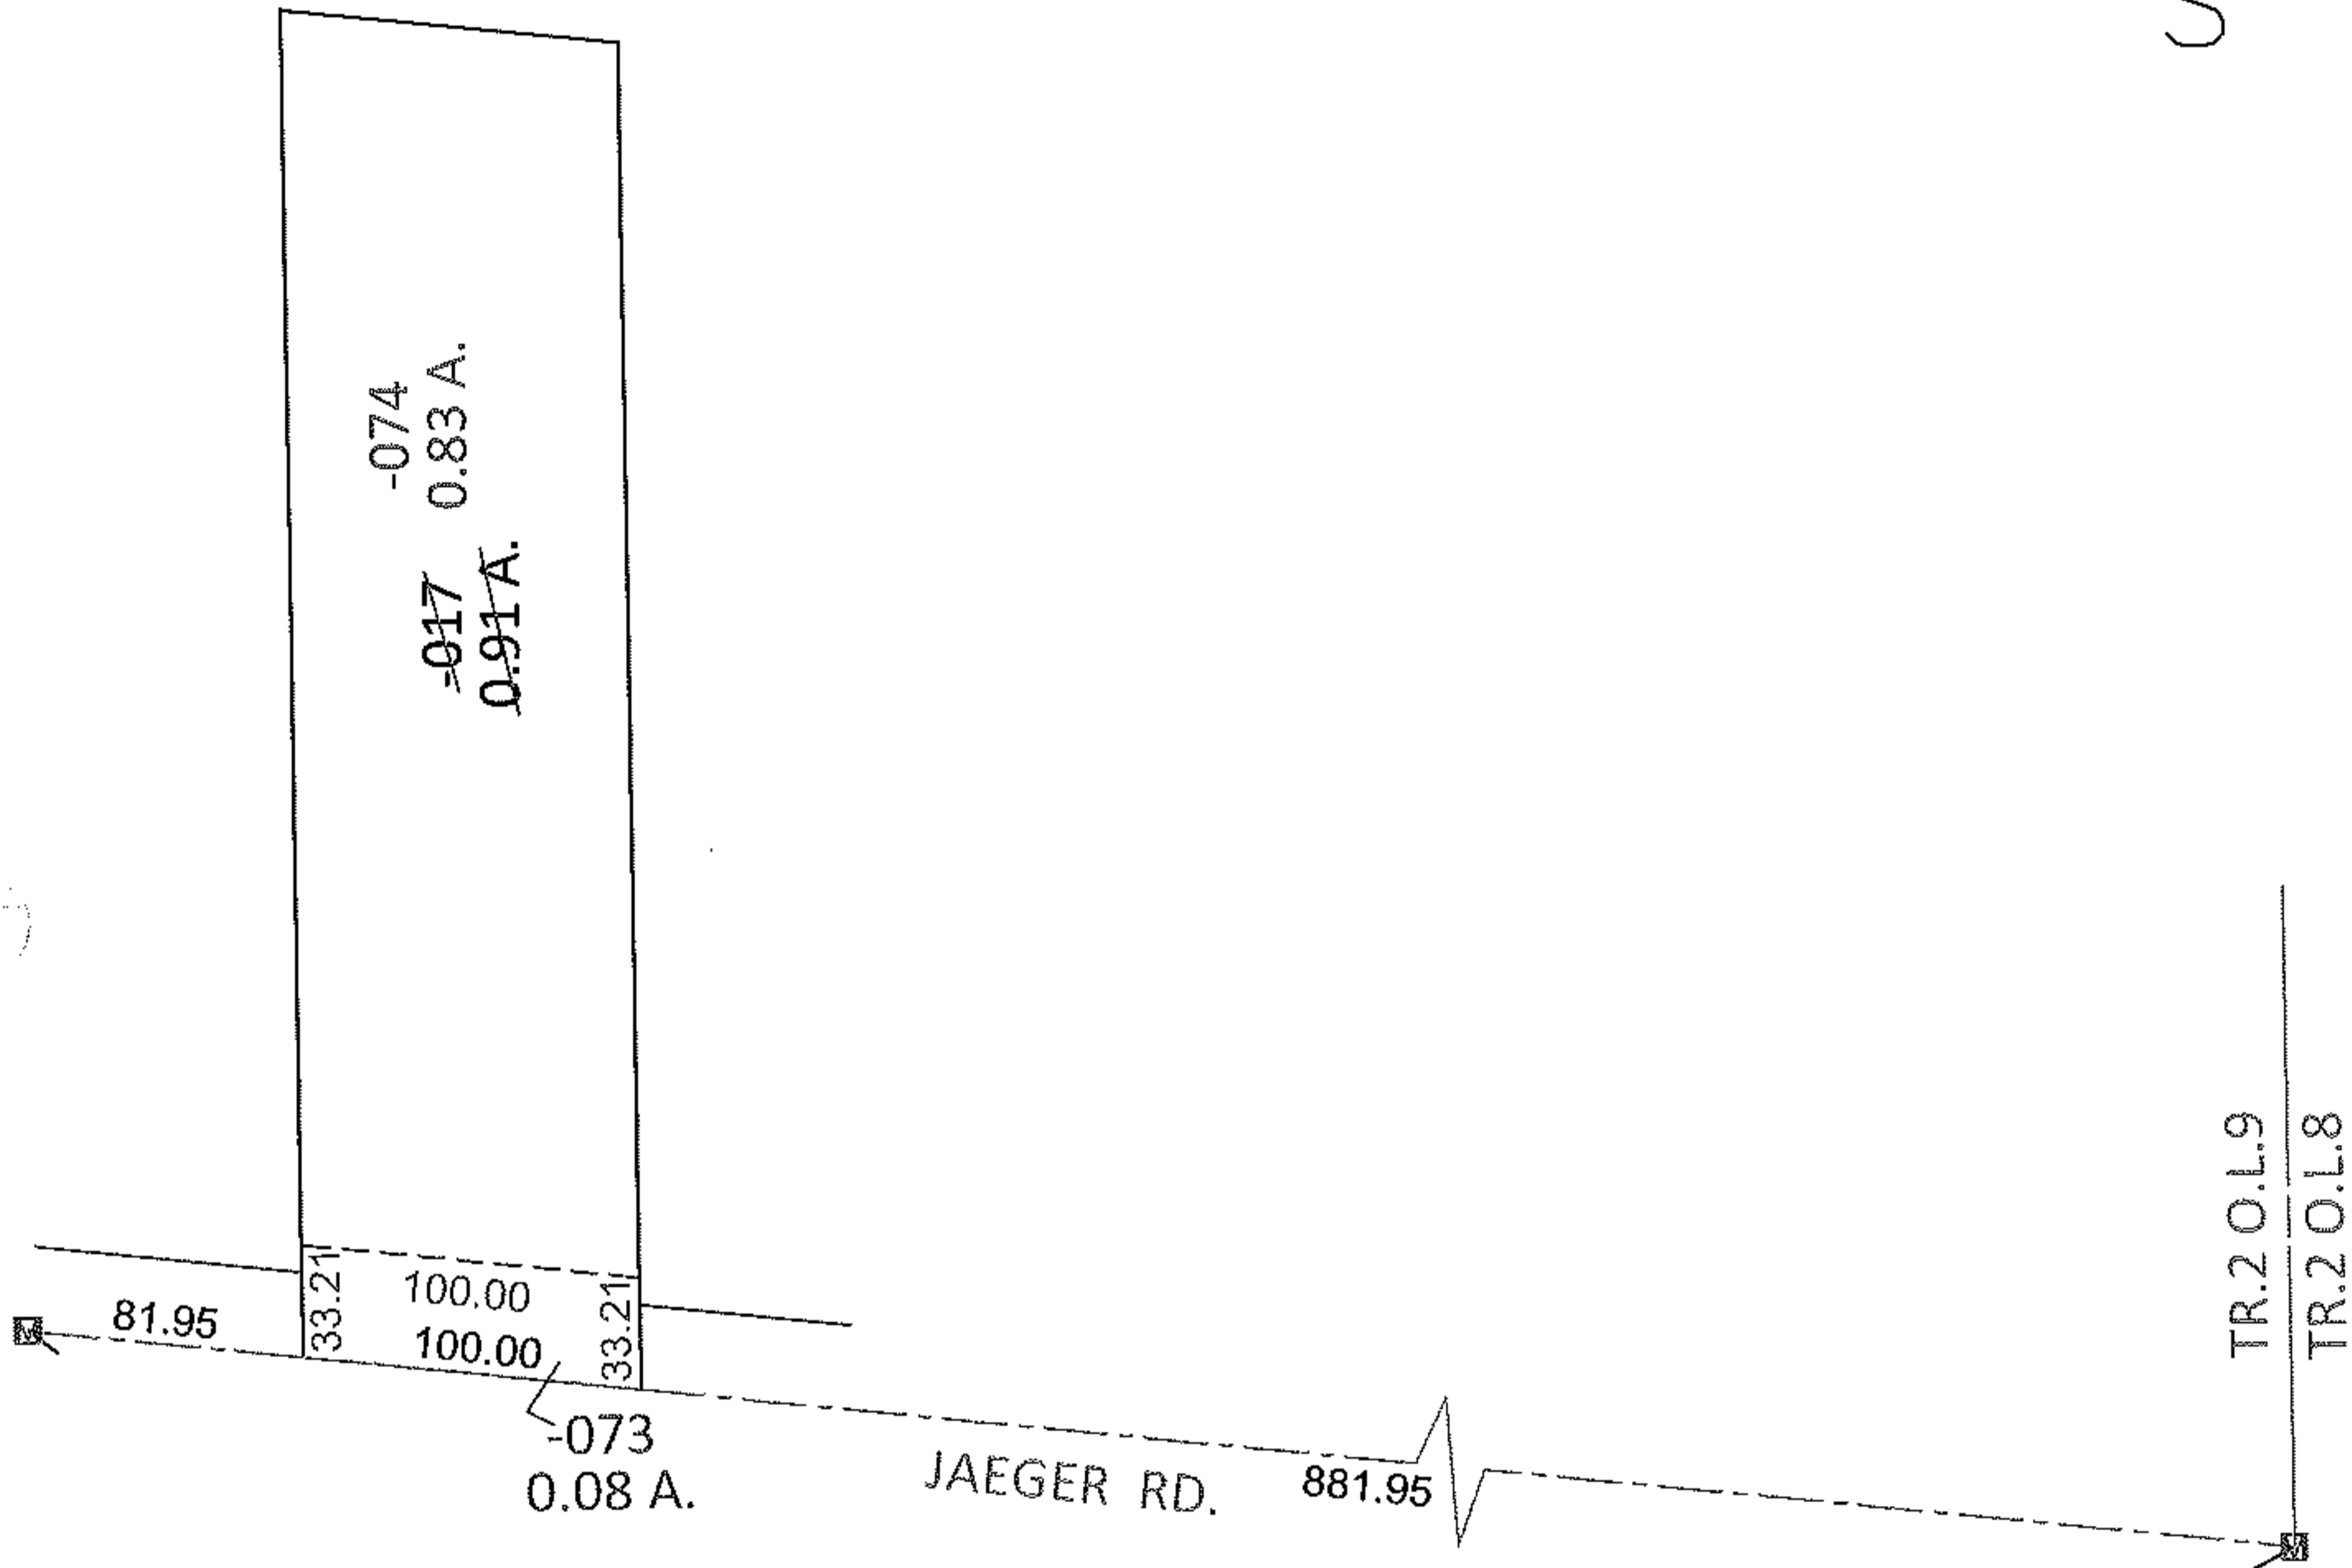 -074
0.83 A.
-017
0.91 A.
33.21
100.00
33.21
81.95
100.00
-073
0.08 A.
JAEGER RD.
881.95
TR.2 O.L.9
TR.2 O.L.8